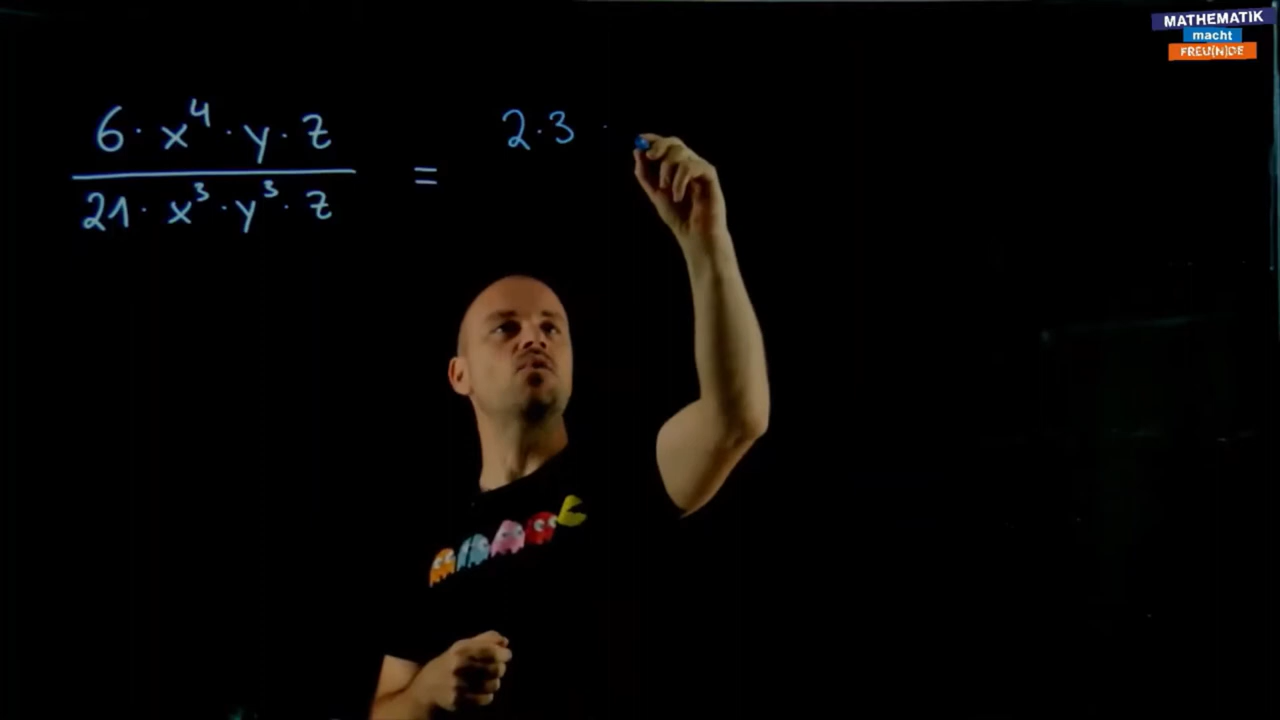 MATHEMATIK
macht
FREU(N)DE
6 · x⁴ · y · z
21 · x³ · y³ · z
=
2 · 3 ·